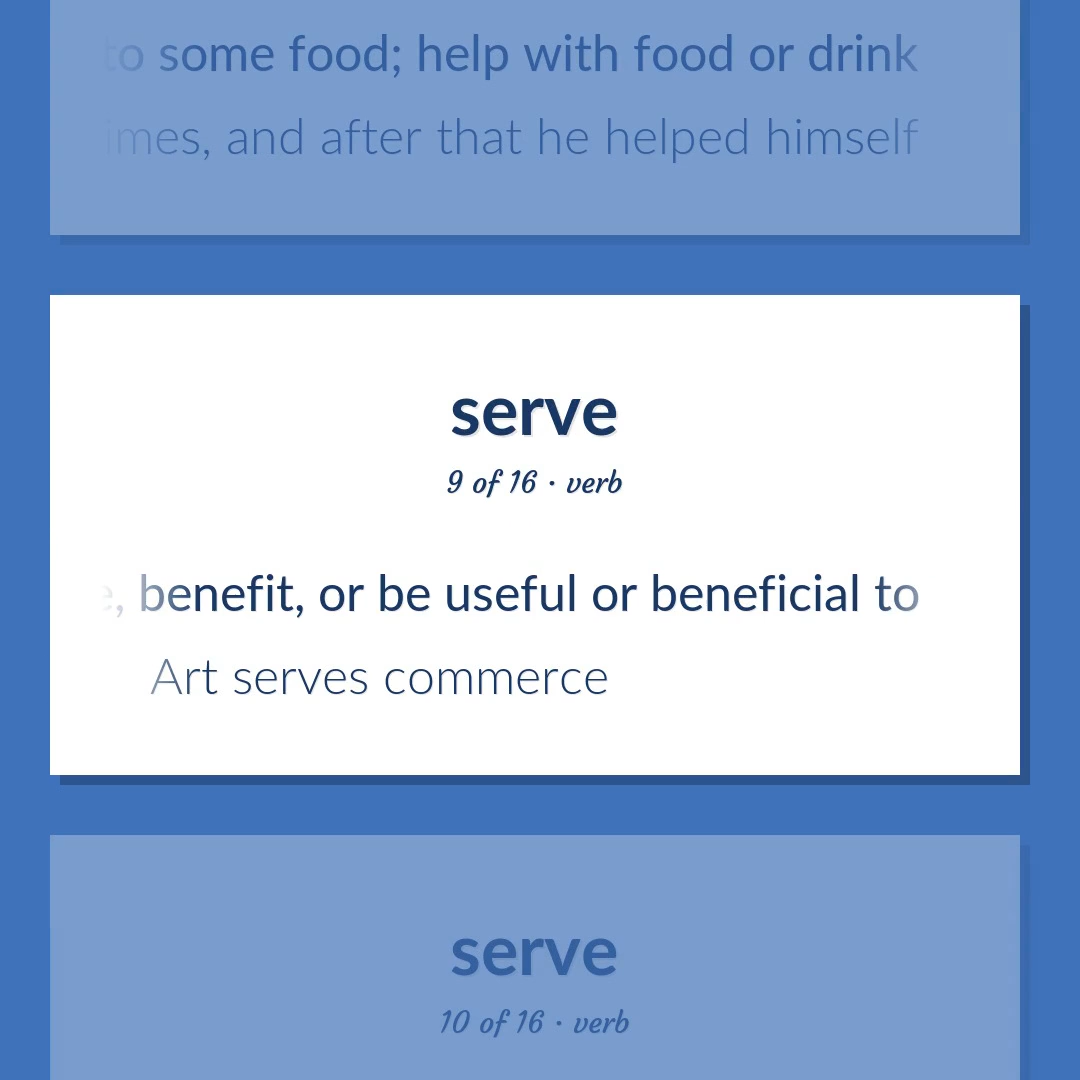 to some food; help with food or drink
imes, and after that he helped himself
serve
9 of 16 · verb
e, benefit, or be useful or beneficial to
Art serves commerce
serve
10 of 16 · verb